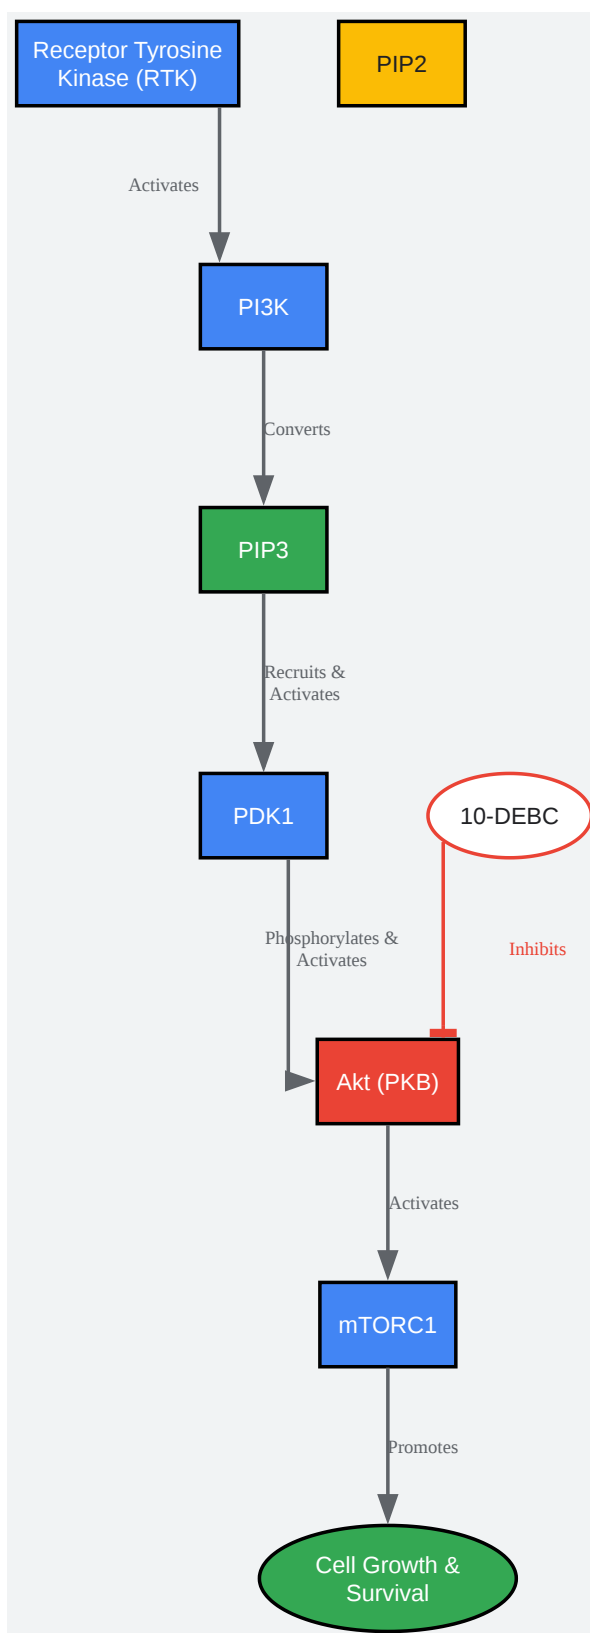 Receptor Tyrosine
Kinase (RTK)
PIP2
Activates
PI3K
Converts
PIP3
Recruits &
Activates
PDK1
10-DEBC
Phosphorylates &
Activates
Inhibits
Akt (PKB)
Activates
mTORC1
Promotes
Cell Growth &
Survival